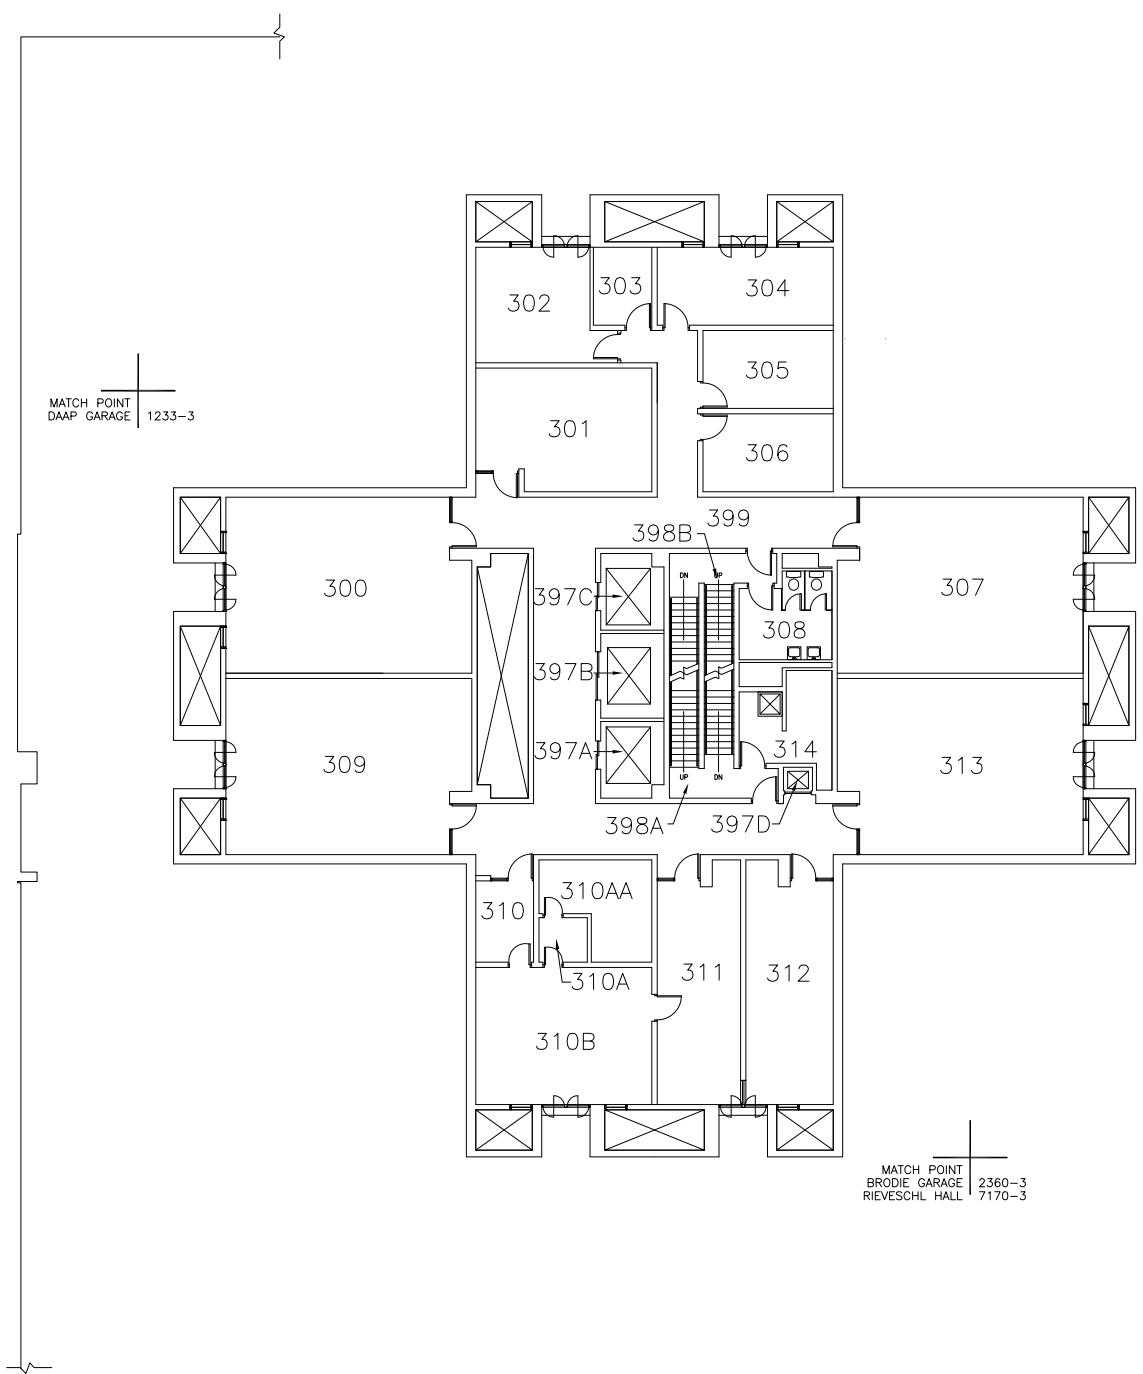 303
304
302
305
MATCH POINT
DAAP GARAGE 1233-3
301
306
399
398B
DN UP
300
397C
307
308
397B
397A
314
309
313
UP DN
398A
397D
310AA
310
311
312
310A
310B
MATCH POINT
BRODIE GARAGE 2360-3
RIEVESCHL HALL 7170-3